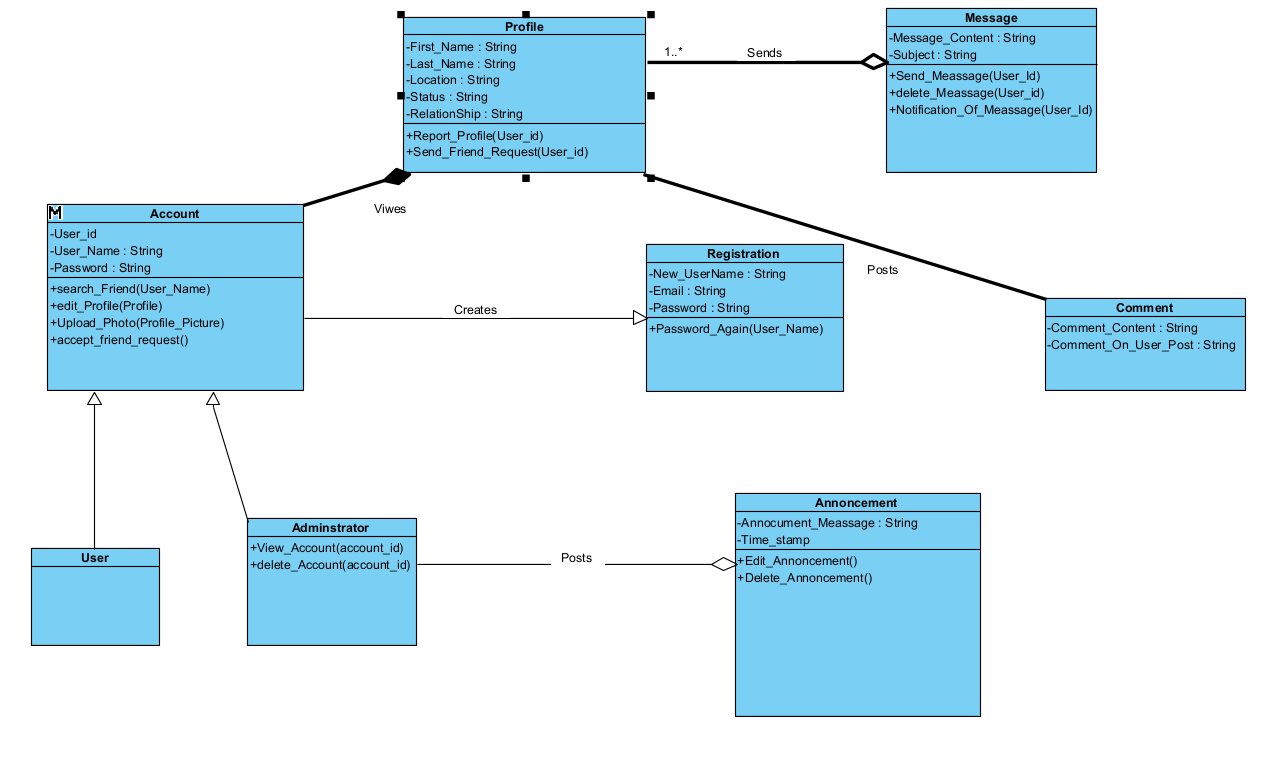 Profile
-First_Name : String
-Last_Name : String
-Location : String
-Status : String
-RelationShip : String
+Report_Profile(User_id)
+Send_Friend_Request(User_id)
1..*
Sends
Message
-Message_Content : String
-Subject : String
+Send_Meassage(User_Id)
+delete_Meassage(User_id)
+Notification_Of_Meassage(User_Id)
Viwes
Account
-User_id
-User_Name : String
-Password : String
+search_Friend(User_Name)
+edit_Profile(Profile)
+Upload_Photo(Profile_Picture)
+accept_friend_request()
Creates
Registration
-New_UserName : String
-Email : String
-Password : String
+Password_Again(User_Name)
Posts
Comment
-Comment_Content : String
-Comment_On_User_Post : String
User
Adminstrator
+View_Account(account_id)
+delete_Account(account_id)
Posts
Annoncement
-Annocument_Meassage : String
-Time_stamp
+Edit_Annoncement()
+Delete_Annoncement()